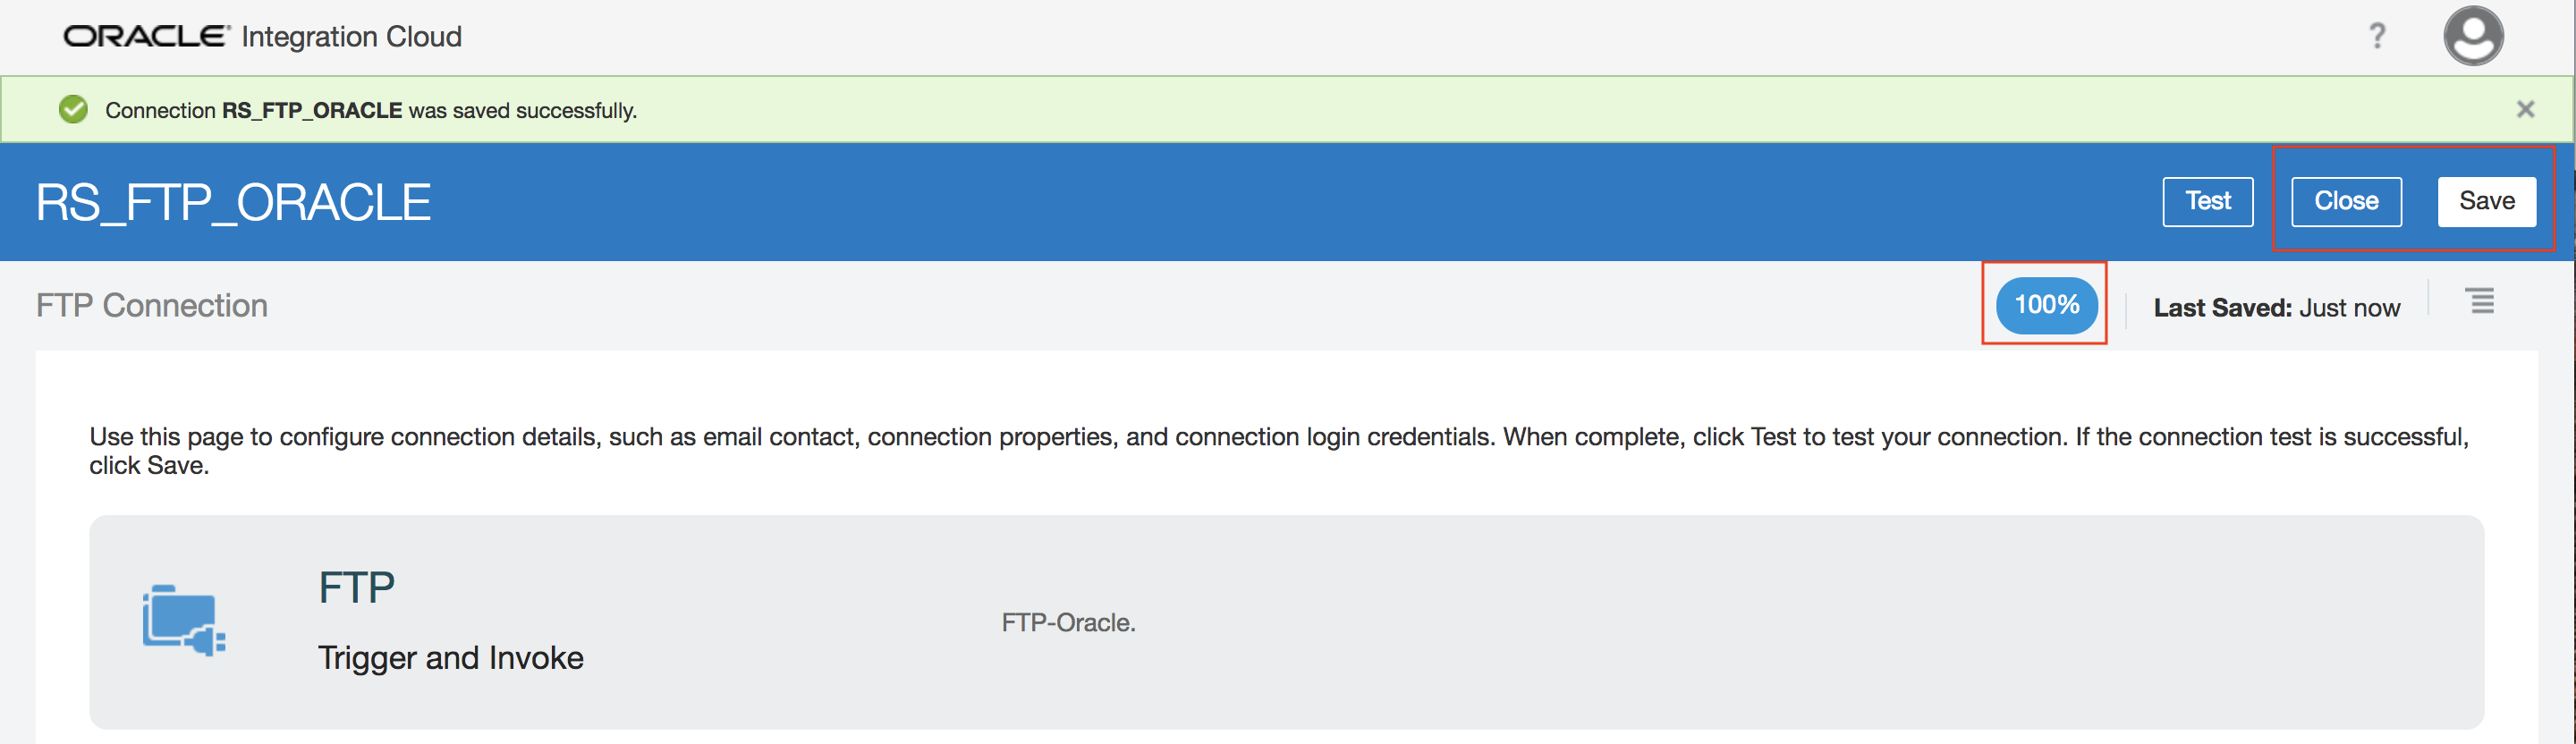 ORACLE® Integration Cloud
?
Connection RS_FTP_ORACLE was saved successfully.
RS_FTP_ORACLE
Test
Close
Save
FTP Connection
100%
Last Saved: Just now
Use this page to configure connection details, such as email contact, connection properties, and connection login credentials. When complete, click Test to test your connection. If the connection test is successful,
click Save.
FTP
FTP-Oracle.
Trigger and Invoke